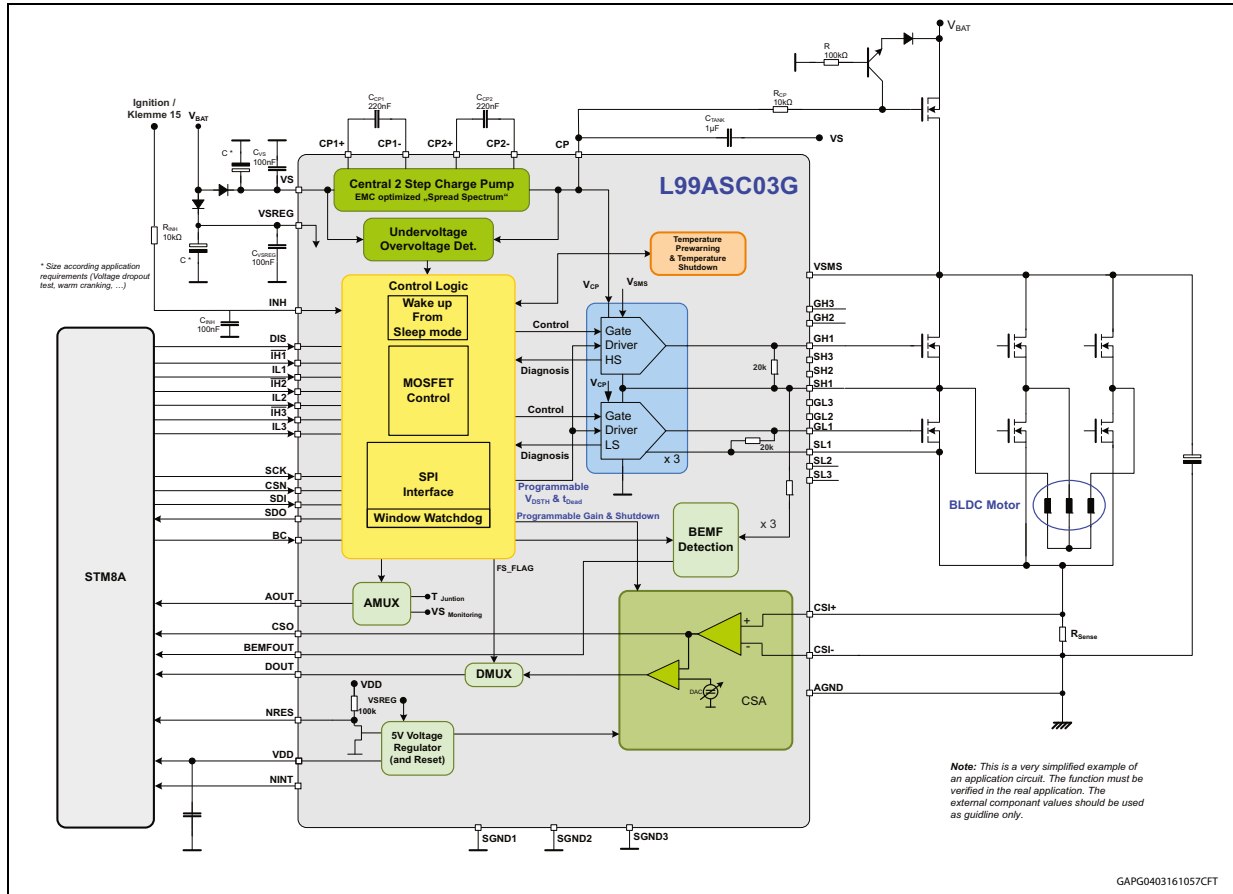 VBAT
R
100kΩ
RCP
10kΩ
CTANK
1µF
VS
CCP1
220nF
CCP2
220nF
Ignition /
Klemme 15
VBAT
C *
CVS
100nF
VS
CP1+
CP1-
CP2+
CP2-
CP
L99ASC03G
Central 2 Step Charge Pump
EMC optimized „Spread Spectrum“
VSREG
RINH
10kΩ
C *
CVSREG
100nF
Undervoltage
Overvoltage Det.
* Size according application
requirements (Voltage dropout
test, warm cranking, ...)
Temperature
Prewarning
& Temperature
Shutdown
VSMS
INH
CINH
100nF
Control Logic
Wake up
From
Sleep mode
MOSFET
Control
SPI
Interface
Window Watchdog
VCP
VSMS
Control
Gate
Driver
HS
Diagnosis
VCP
Control
Gate
Driver
LS
Diagnosis
x 3
20k
20k
GH3
GH2
GH1
SH3
SH2
SH1
GL3
GL2
GL1
SL1
SL2
SL3
DIS
IH1
IL1
IH2
IL2
IH3
IL3
SCK
CSN
SDI
SDO
BC
STM8A
Programmable
VDSTH & tDead
Programmable Gain & Shutdown
x 3
BEMF
Detection
BLDC Motor
FS_FLAG
AOUT
AMUX
T Juntion
VS Monitoring
CSO
BEMFOUT
DOUT
DMUX
+
-
DAC
CSA
CSI+
CSI-
RSense
AGND
VDD
100k
VSREG
NRES
5V Voltage
Regulator
(and Reset)
VDD
NINT
SGND1
SGND2
SGND3
Note: This is a very simplified example of
an application circuit. The function must be
verified in the real application. The
external componant values should be used
as guidline only.
GAPG0403161057CFT